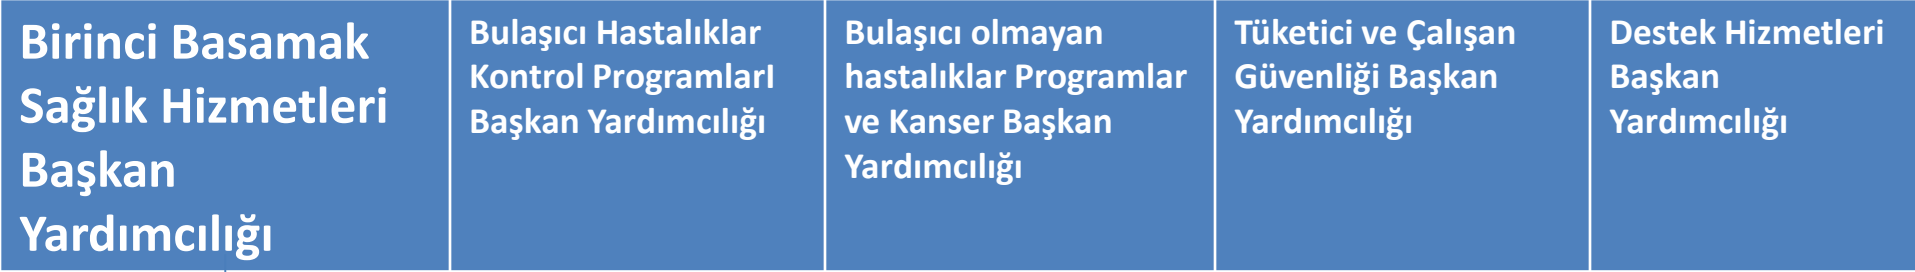 Birinci Basamak
Sağlık Hizmetleri
Başkan
Yardımcılığı
Bulaşıcı Hastalıklar
Kontrol ProgramlarI
Başkan Yardımcılığı
Bulaşıcı olmayan
hastalıklar Programlar
ve Kanser Başkan
Yardımcılığı
Tüketici ve Çalışan
Güvenliği Başkan
Yardımcılığı
Destek Hizmetleri
Başkan
Yardımcılığı